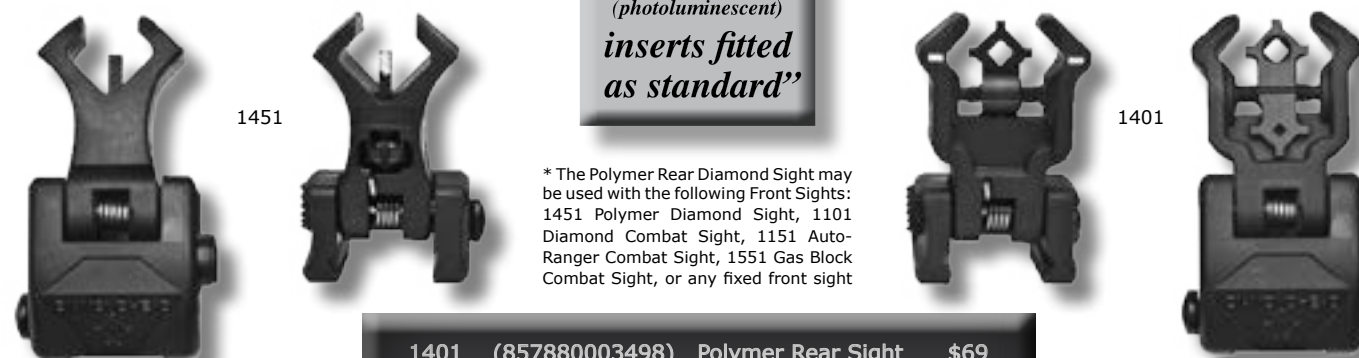 (photoluminescent)
inserts fitted
as standard”
1451
1401
* The Polymer Rear Diamond Sight may
be used with the following Front Sights:
1451 Polymer Diamond Sight, 1101
Diamond Combat Sight, 1151 Auto-
Ranger Combat Sight, 1551 Gas Block
Combat Sight, or any fixed front sight
1401 (857880003498) Polymer Rear Sight $69